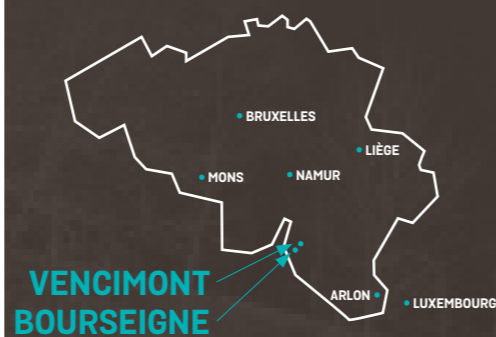 BRUXELLES
LIÈGE
MONS
NAMUR
VENCIMONT
BOURSEIGNE
ARLON
LUXEMBOURG